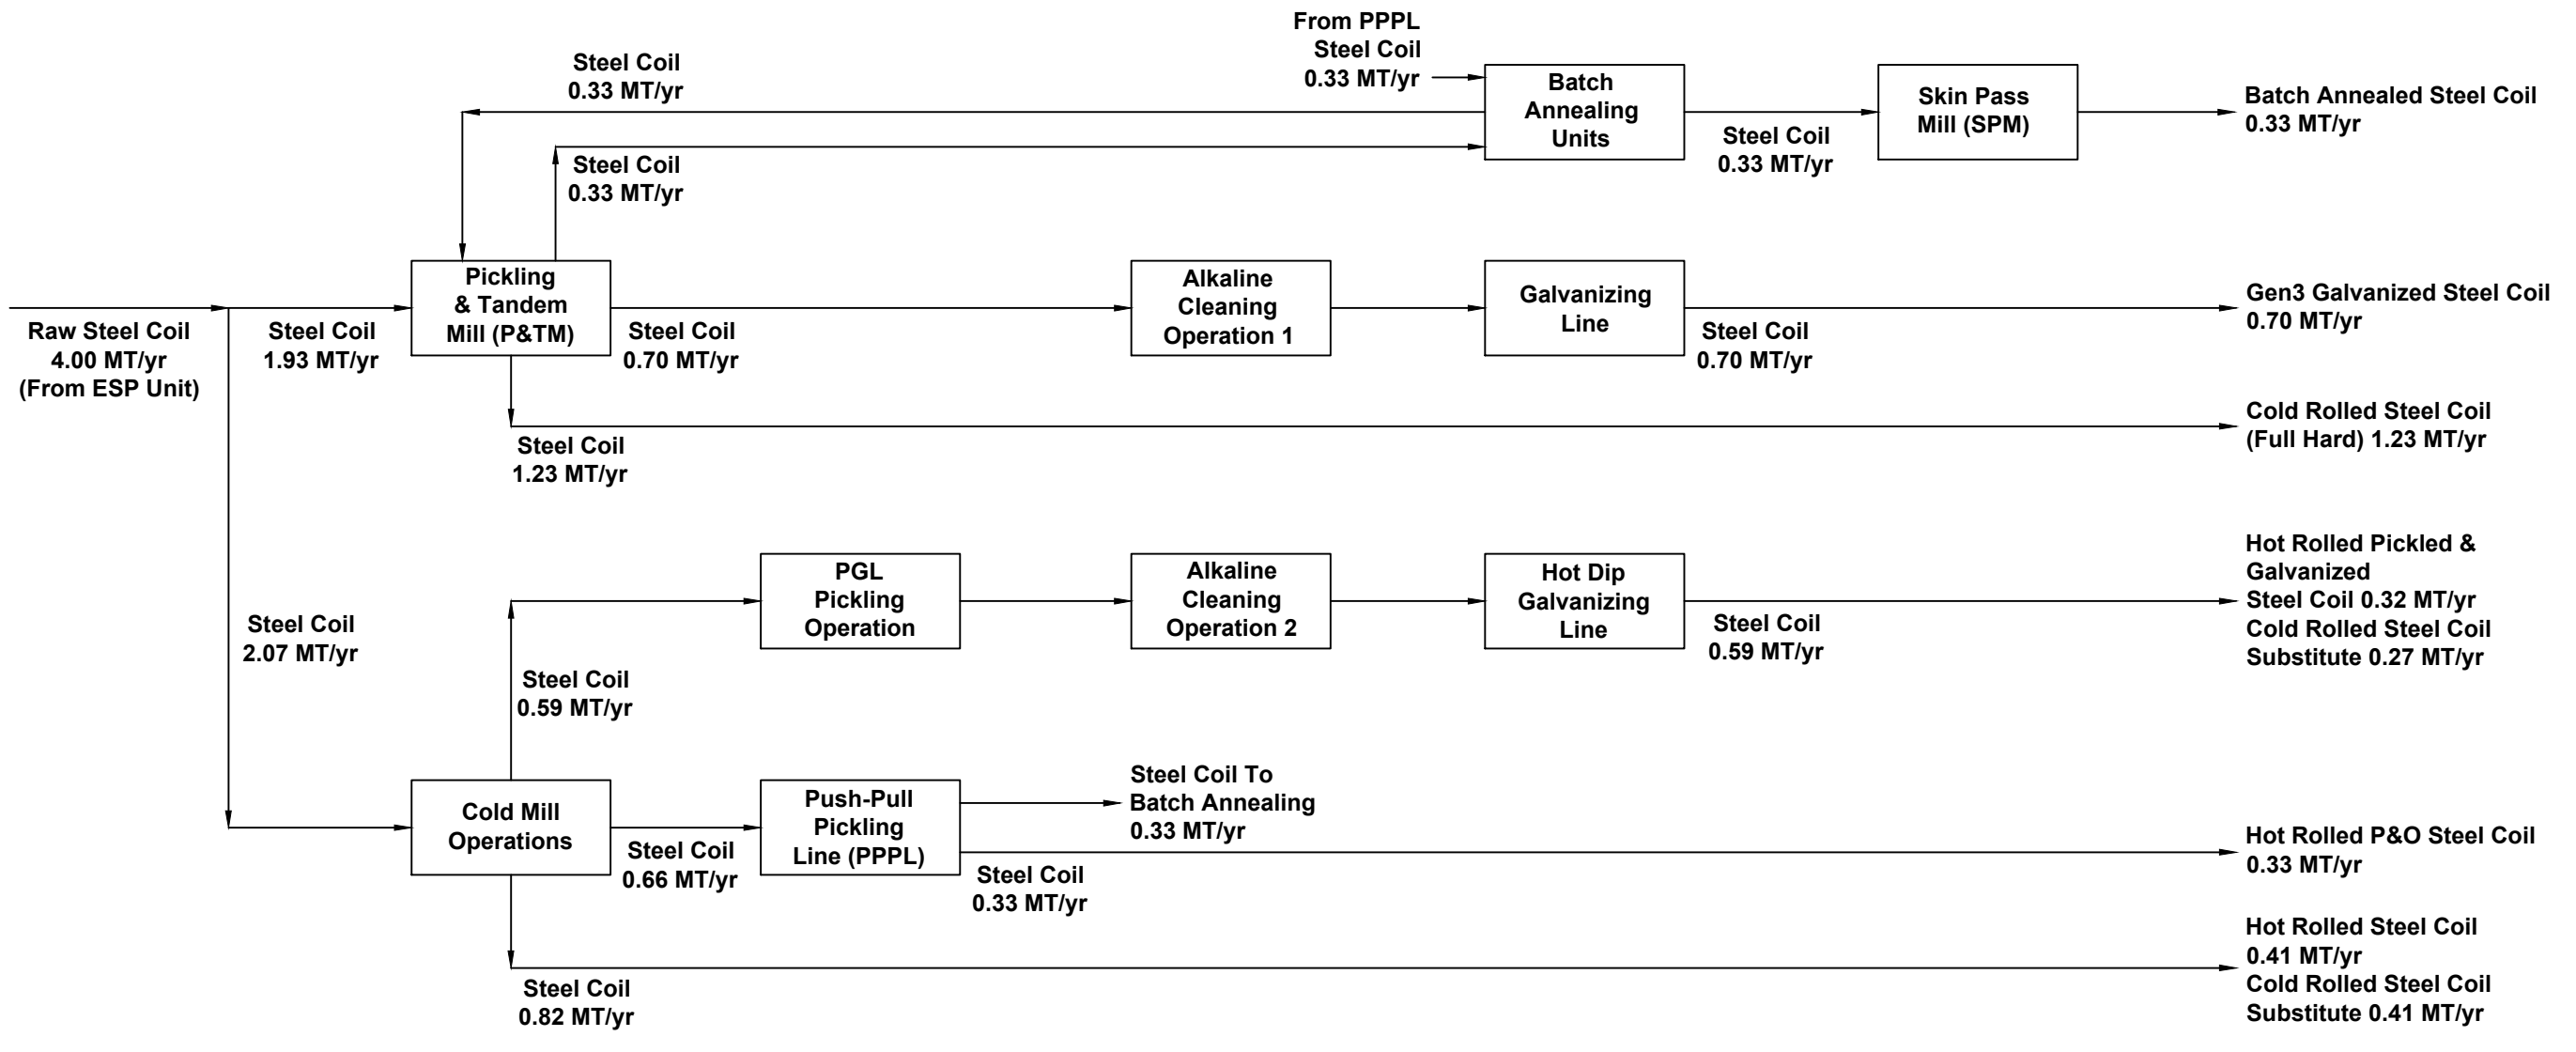 From PPPL
Steel Coil
0.33 MT/yr
Steel Coil
0.33 MT/yr
Batch
Annealing
Units
Skin Pass
Mill (SPM)
Batch Annealed Steel Coil
0.33 MT/yr
Steel Coil
0.33 MT/yr
Steel Coil
0.33 MT/yr
Raw Steel Coil
4.00 MT/yr
(From ESP Unit)
Steel Coil
1.93 MT/yr
Pickling
& Tandem
Mill (P&TM)
Steel Coil
0.70 MT/yr
Alkaline
Cleaning
Operation 1
Galvanizing
Line
Steel Coil
0.70 MT/yr
Gen3 Galvanized Steel Coil
0.70 MT/yr
Steel Coil
1.23 MT/yr
Cold Rolled Steel Coil
(Full Hard) 1.23 MT/yr
Steel Coil
2.07 MT/yr
Steel Coil
0.59 MT/yr
PGL
Pickling
Operation
Alkaline
Cleaning
Operation 2
Hot Dip
Galvanizing
Line
Steel Coil
0.59 MT/yr
Hot Rolled Pickled &
Galvanized
Steel Coil 0.32 MT/yr
Cold Rolled Steel Coil
Substitute 0.27 MT/yr
Cold Mill
Operations
Steel Coil
0.66 MT/yr
Push-Pull
Pickling
Line (PPPL)
Steel Coil To
Batch Annealing
0.33 MT/yr
Steel Coil
0.33 MT/yr
Hot Rolled P&O Steel Coil
0.33 MT/yr
Steel Coil
0.82 MT/yr
Hot Rolled Steel Coil
0.41 MT/yr
Cold Rolled Steel Coil
Substitute 0.41 MT/yr